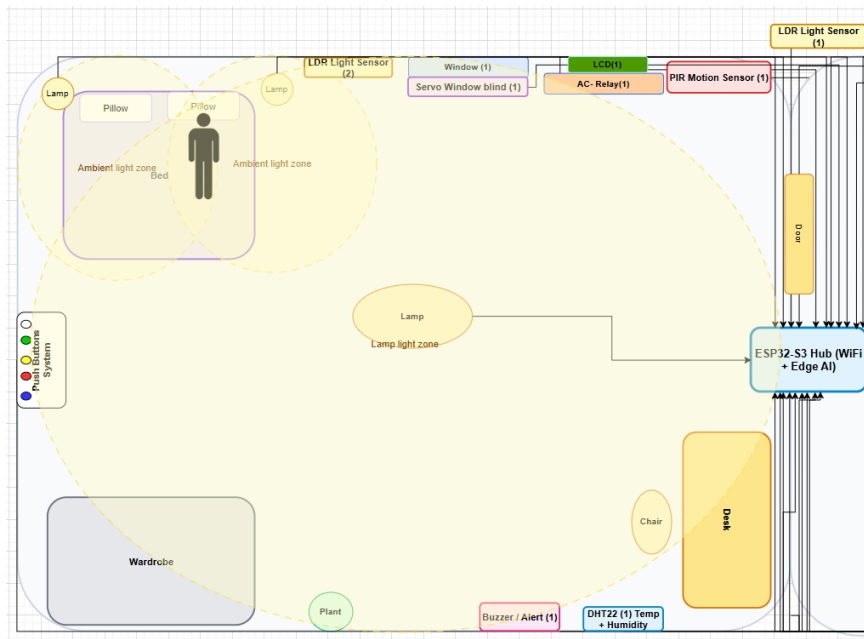 LDR Light Sensor
(1)
LDR Light Sensor
(2)
Window (1)
LCD(1)
PIR Motion Sensor (1)
Servo Window blind (1)
AC- Relay(1)
Lamp
Lamp
Pillow
Pillow
Ambient light zone
Ambient light zone
Bed
Door
Lamp
Lamp light zone
Push Buttons
System
ESP32-S3 Hub (WiFi
+ Edge AI)
Chair
Desk
Wardrobe
Plant
Buzzer / Alert (1)
DHT22 (1) Temp
+ Humidity